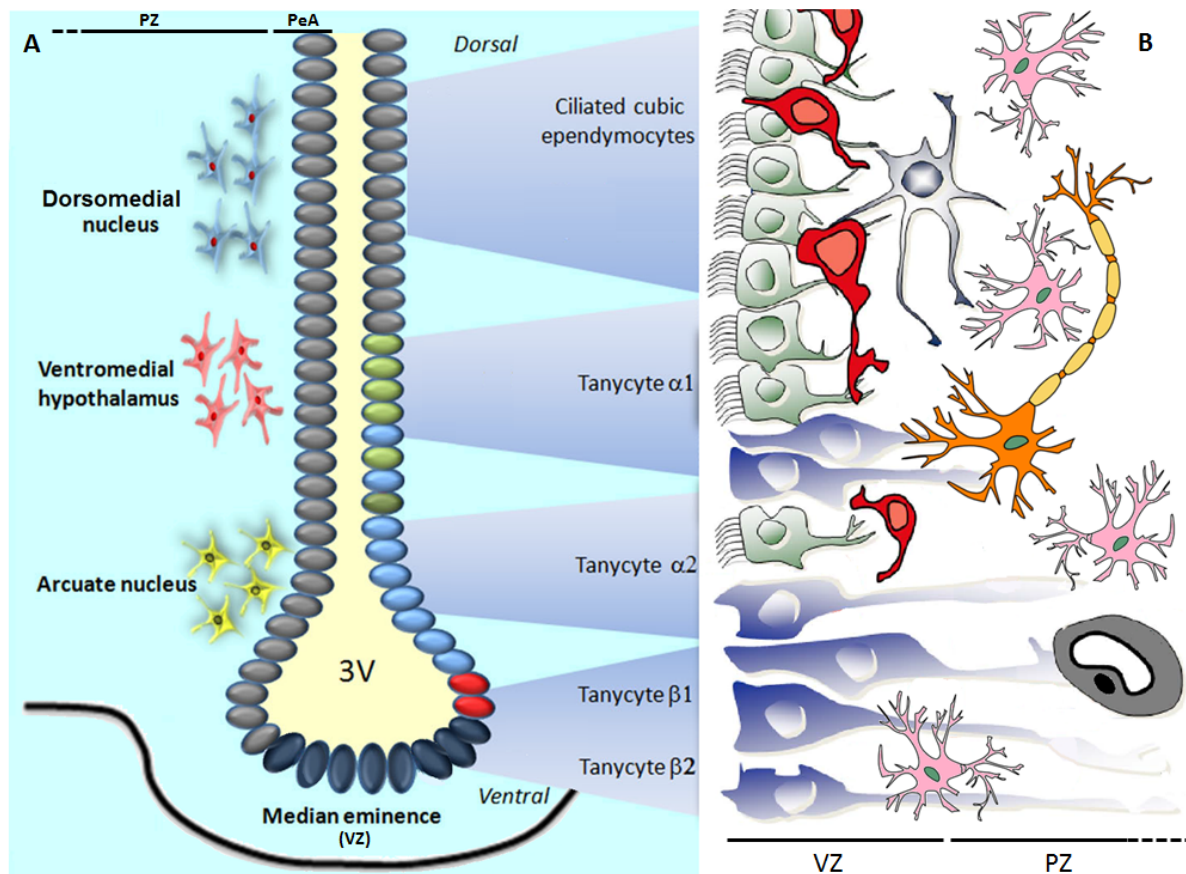 PZ
PeA
A
Dorsal
B
Ciliated cubic
ependymocytes
Dorsomedial
nucleus
Ventromedial
hypothalamus
Tanycyte α1
Arcuate nucleus
Tanycyte α2
3V
Tanycyte β1
Tanycyte β2
Ventral
Median eminence
(VZ)
VZ
PZ